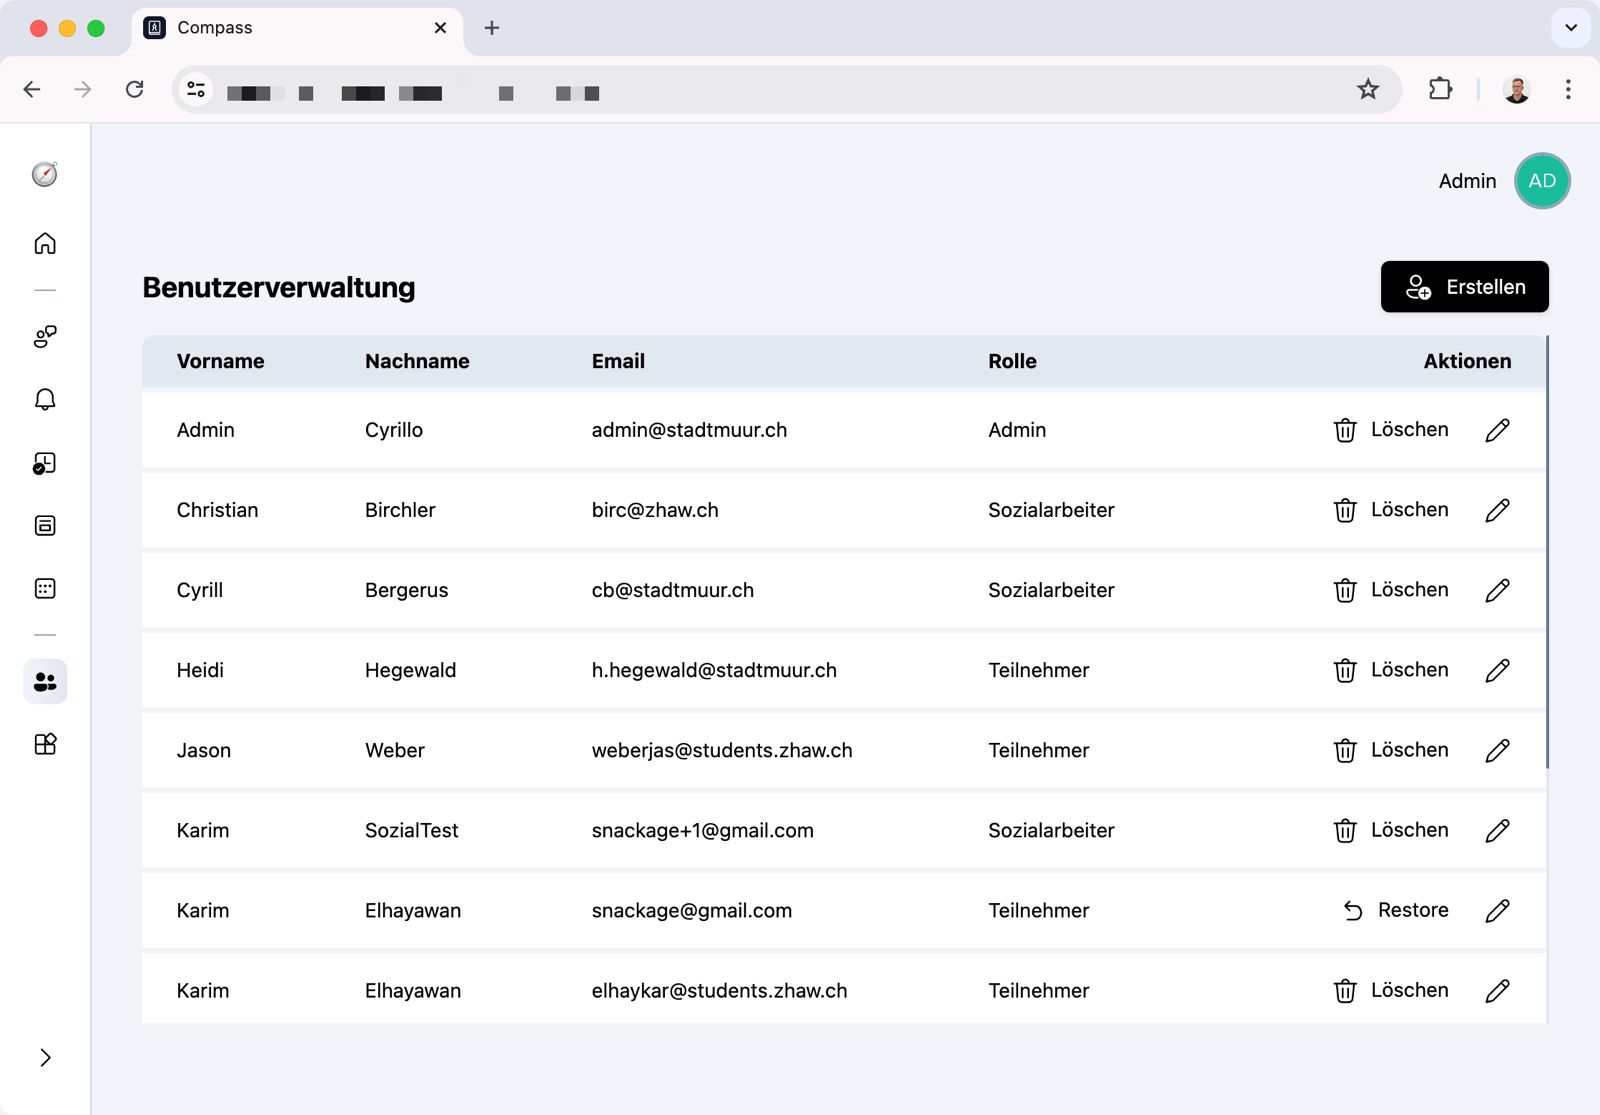 Compass
Admin AD
Benutzerverwaltung
Erstellen
Vorname Nachname Email Rolle Aktionen
Admin Cyrillo admin@stadtmuur.ch Admin Löschen
Christian Birchler birc@zhaw.ch Sozialarbeiter Löschen
Cyrill Bergerus cb@stadtmuur.ch Sozialarbeiter Löschen
Heidi Hegewald h.hegewald@stadtmuur.ch Teilnehmer Löschen
Jason Weber weberjas@students.zhaw.ch Teilnehmer Löschen
Karim SozialTest snackage+1@gmail.com Sozialarbeiter Löschen
Karim Elhayawan snackage@gmail.com Teilnehmer Restore
Karim Elhayawan elhaykar@students.zhaw.ch Teilnehmer Löschen